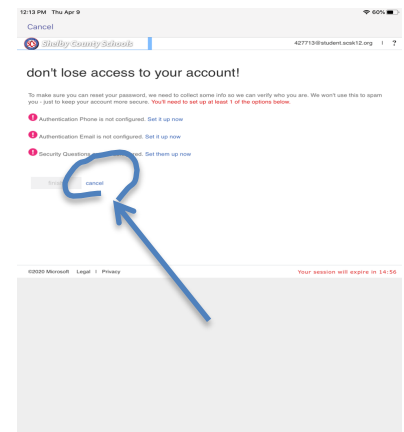 12:13 PM Thu Apr 9 60%
Cancel
Shelby County Schools 427713@student.scsk12.org | ?
don't lose access to your account!
To make sure you can reset your password, we need to collect some info so we can verify who you are. We won't use this to spam
you - just to keep your account more secure. You'll need to set up at least 1 of the options below.
! Authentication Phone is not configured. Set it up now
! Authentication Email is not configured. Set it up now
! Security Questions Set them up now
cancel
©2020 Microsoft Legal | Privacy Your session will expire in 14:56